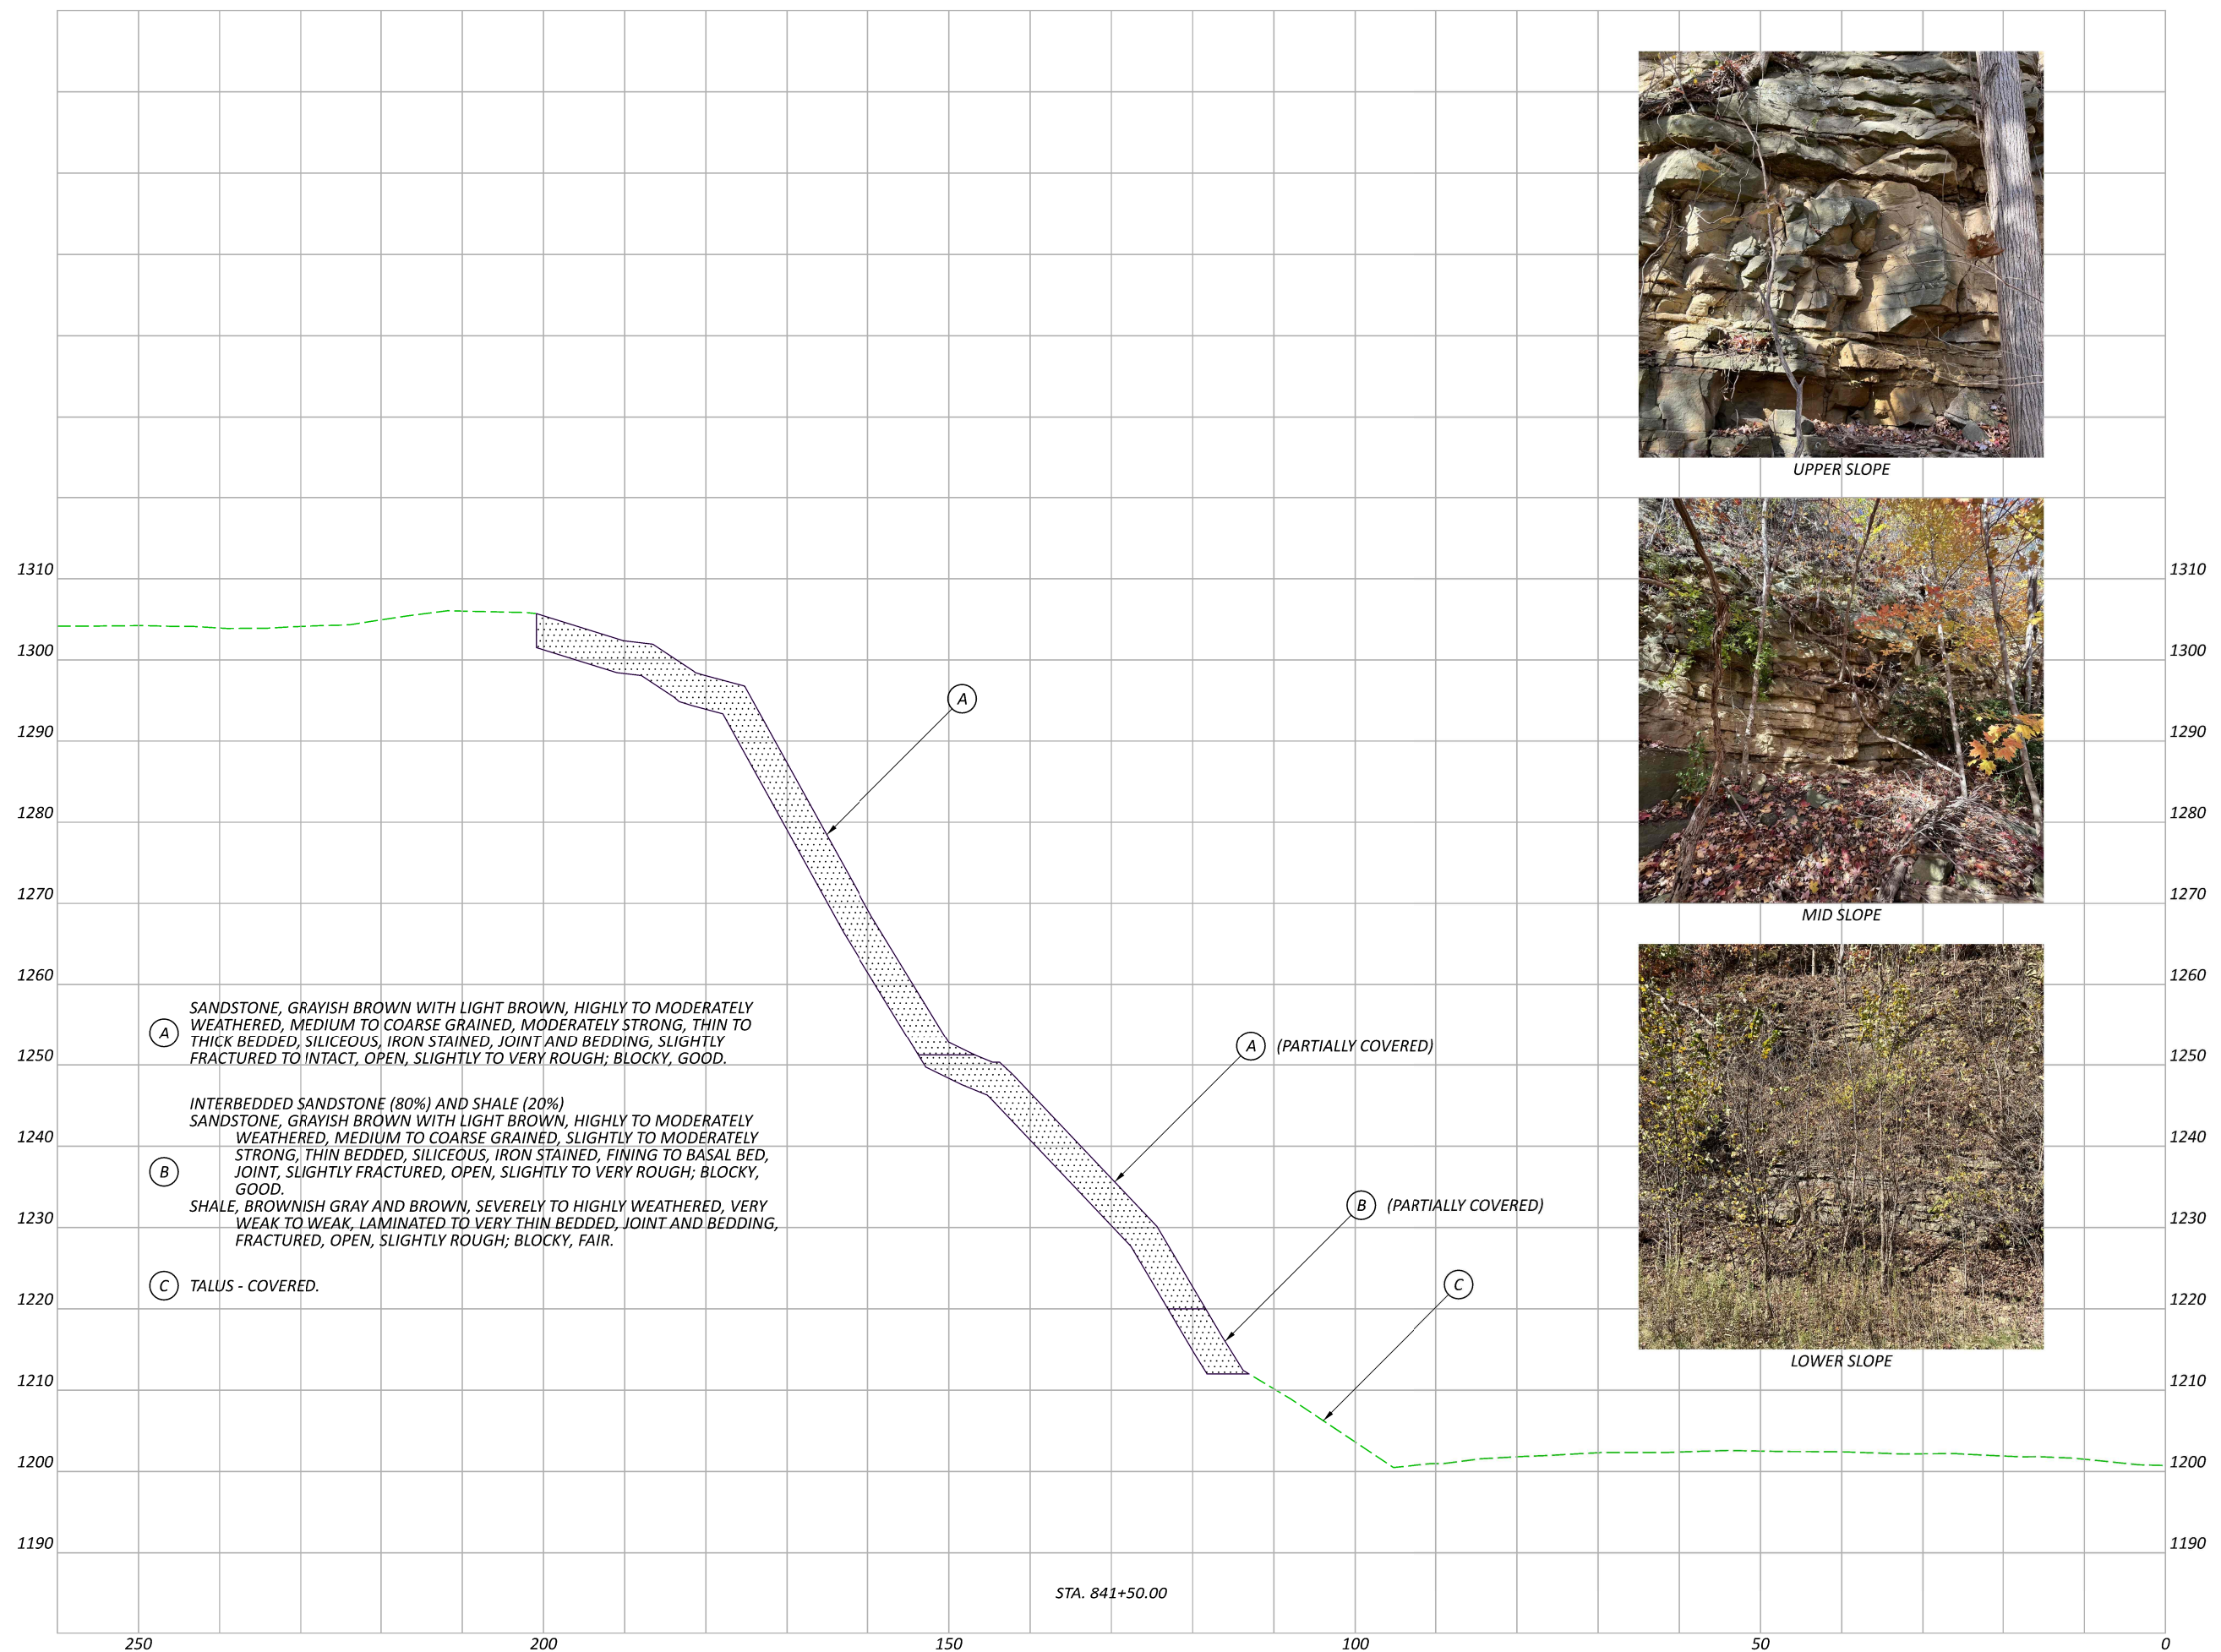 UPPER SLOPE
MID SLOPE
LOWER SLOPE
1310
1300
1290
1280
1270
1260
1250
1240
1230
1220
1210
1200
1190
A
A (PARTIALLY COVERED)
B (PARTIALLY COVERED)
C
A
SANDSTONE, GRAYISH BROWN WITH LIGHT BROWN, HIGHLY TO MODERATELY
WEATHERED, MEDIUM TO COARSE GRAINED, MODERATELY STRONG, THIN TO
THICK BEDDED, SILICEOUS, IRON STAINED, JOINT AND BEDDING, SLIGHTLY
FRACTURED TO INTACT, OPEN, SLIGHTLY TO VERY ROUGH; BLOCKY, GOOD.
B
INTERBEDDED SANDSTONE (80%) AND SHALE (20%)
SANDSTONE, GRAYISH BROWN WITH LIGHT BROWN, HIGHLY TO MODERATELY
WEATHERED, MEDIUM TO COARSE GRAINED, SLIGHTLY TO MODERATELY
STRONG, THIN BEDDED, SILICEOUS, IRON STAINED, FINING TO BASAL BED,
JOINT, SLIGHTLY FRACTURED, OPEN, SLIGHTLY TO VERY ROUGH; BLOCKY,
GOOD.
SHALE, BROWNISH GRAY AND BROWN, SEVERELY TO HIGHLY WEATHERED, VERY
WEAK TO WEAK, LAMINATED TO VERY THIN BEDDED, JOINT AND BEDDING,
FRACTURED, OPEN, SLIGHTLY ROUGH; BLOCKY, FAIR.
C TALUS - COVERED.
1310
1300
1290
1280
1270
1260
1250
1240
1230
1220
1210
1200
1190
STA. 841+50.00
250 200 150 100 50 0